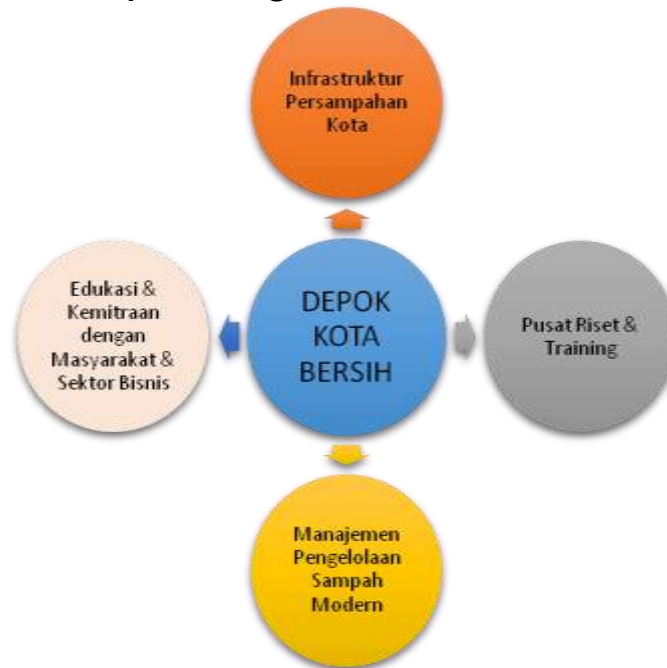 Infrastruktur
Persampahan
Kota
Edukasi &
Kemitraan
dengan
Masyarakat &
Sektor Bisnis
DEPOK
KOTA
BERSIH
Pusat Riset &
Training
Manajemen
Pengelolaan
Sampah
Modern